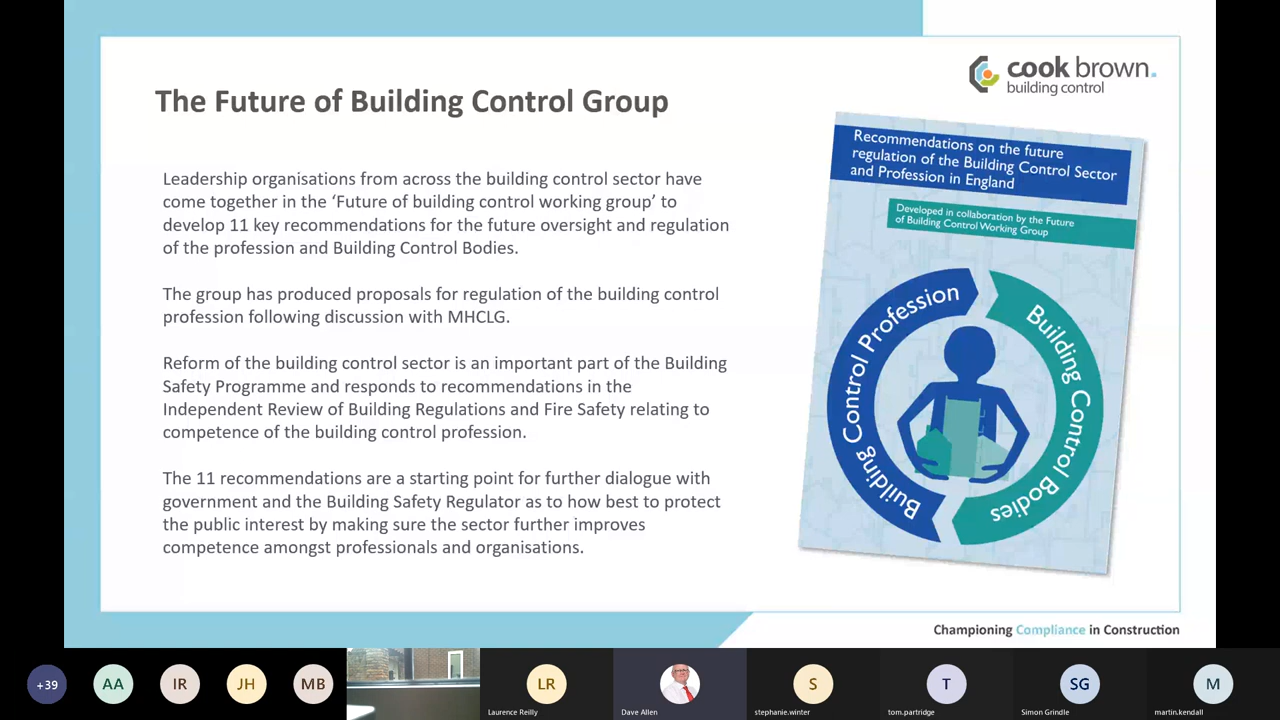 cook brown.
building control
The Future of Building Control Group
Leadership organisations from across the building control sector have
come together in the ‘Future of building control working group’ to
develop 11 key recommendations for the future oversight and regulation
of the profession and Building Control Bodies.
The group has produced proposals for regulation of the building control
profession following discussion with MHCLG.
Reform of the building control sector is an important part of the Building
Safety Programme and responds to recommendations in the
Independent Review of Building Regulations and Fire Safety relating to
competence of the building control profession.
The 11 recommendations are a starting point for further dialogue with
government and the Building Safety Regulator as to how best to protect
the public interest by making sure the sector further improves
competence amongst professionals and organisations.
Recommendations on the future
regulation of the Building Control Sector
and Profession in England
Developed in collaboration by the Future
of Building Control Working Group
Building Control Profession
Building Control Bodies
Championing Compliance in Construction
+39
AA
IR
JH
MB
LR
Laurence Reilly
Dave Allen
S
stephanie.winter
T
tom.partridge
SG
Simon Grindle
M
martin.kendall